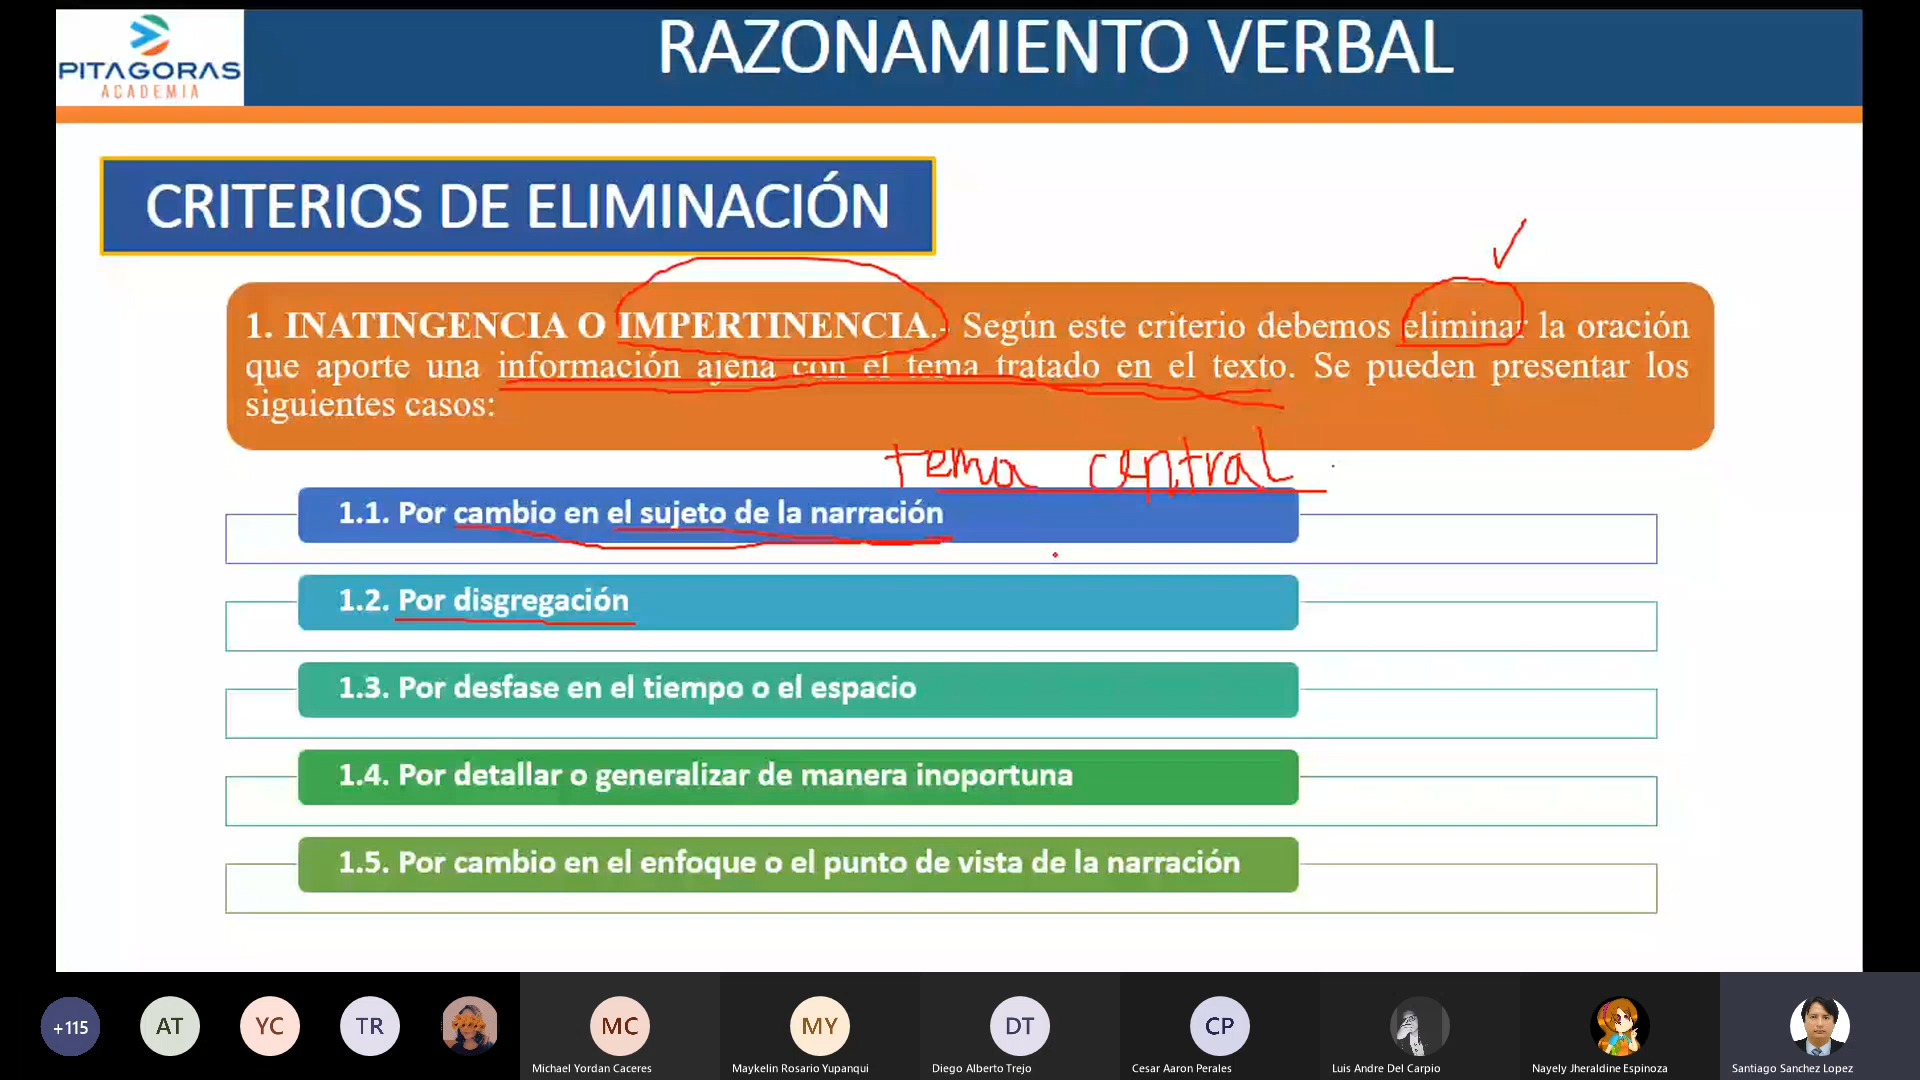 PITAGORAS
ACADEMIA
RAZONAMIENTO VERBAL
CRITERIOS DE ELIMINACIÓN
1. INATINGENCIA O IMPERTINENCIA.- Según este criterio debemos eliminar la oración
que aporte una información ajena con el tema tratado en el texto. Se pueden presentar los
siguientes casos:
tema central
1.1. Por cambio en el sujeto de la narración
1.2. Por disgregación
1.3. Por desfase en el tiempo o el espacio
1.4. Por detallar o generalizar de manera inoportuna
1.5. Por cambio en el enfoque o el punto de vista de la narración
+115
AT
YC
TR
MC
MY
DT
CP
Michael Yordan Caceres
Maykelin Rosario Yupanqui
Diego Alberto Trejo
Cesar Aaron Perales
Luis Andre Del Carpio
Nayely Jheraldine Espinoza
Santiago Sanchez Lopez